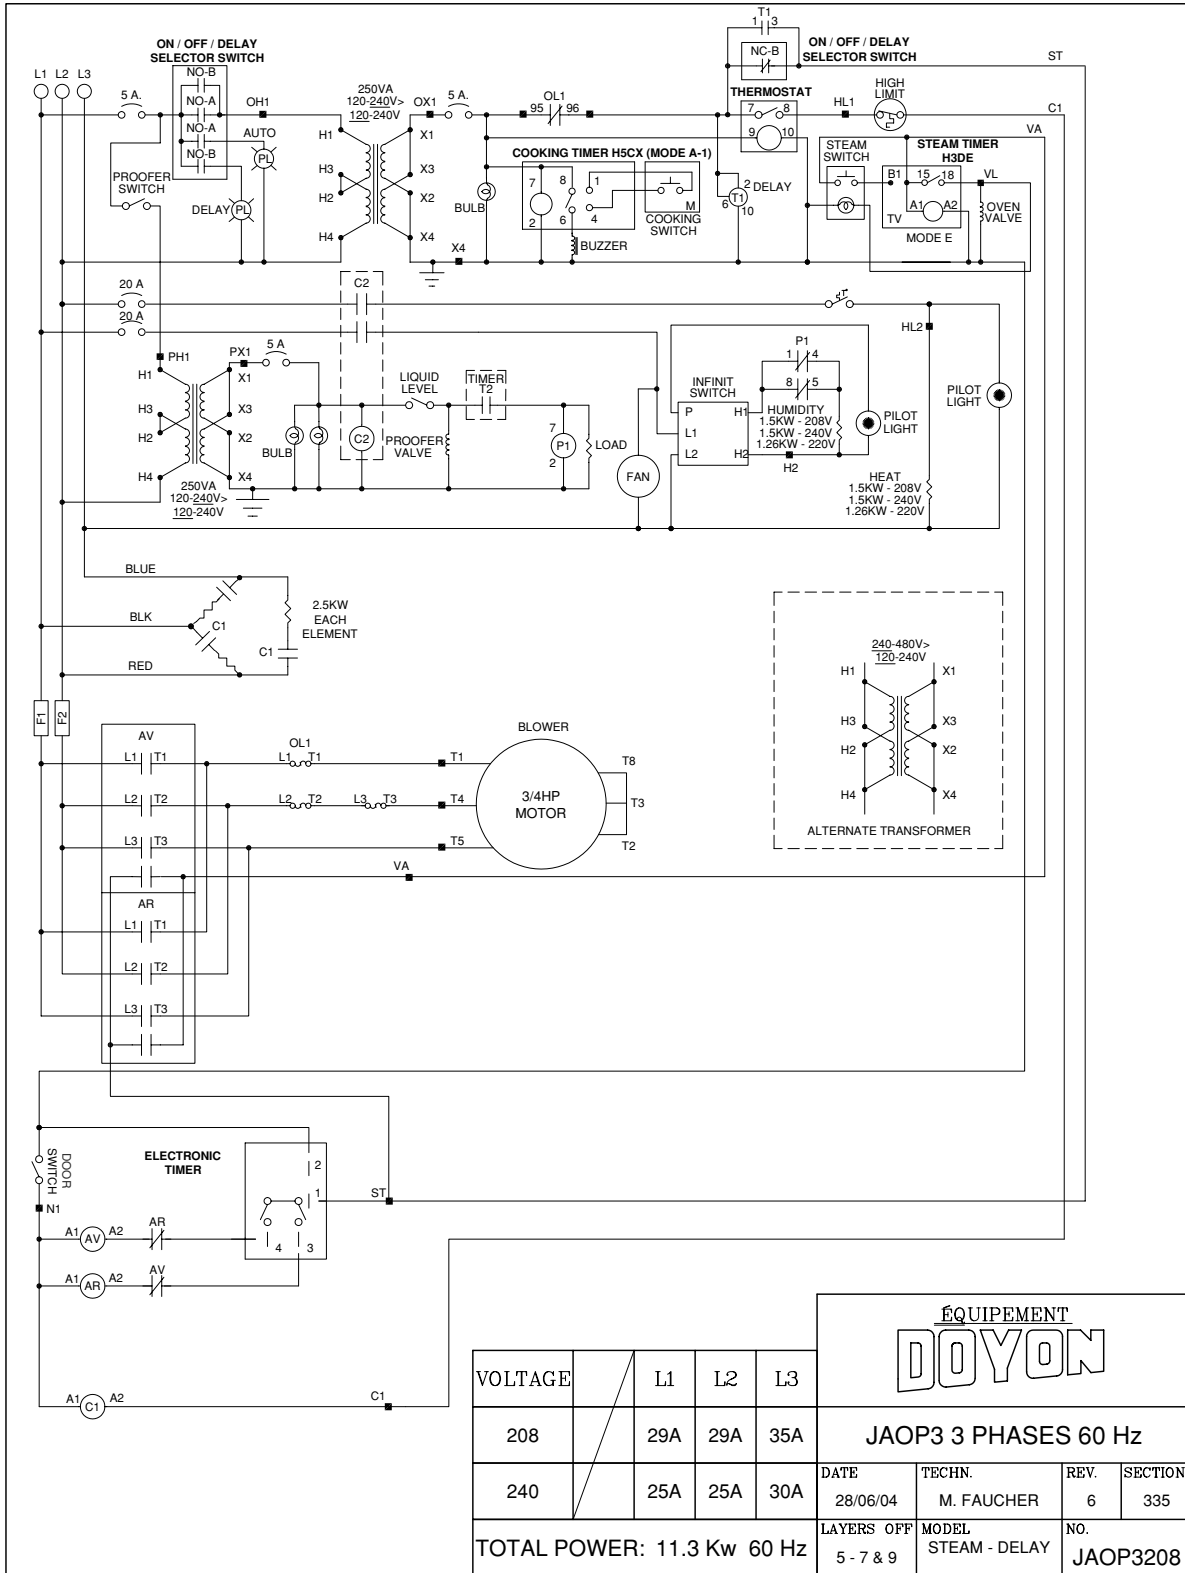 ON / OFF / DELAY
SELECTOR SWITCH
L1 L2 L3
5 A.
NO-B
NO-A
NO-A
NO-B
OH1
AUTO
PL
DELAY
PL
PROOFER
SWITCH
250VA
120-240V>
120-240V
H1
H3
H2
H4
X1
X3
X2
X4
OX1
5 A.
X4
BULB
OL1
95 96
COOKING TIMER H5CX (MODE A-1)
7
2
8
6
1
4
M
COOKING
SWITCH
BUZZER
T1
1 3
NC-B
ON / OFF / DELAY
SELECTOR SWITCH
ST
THERMOSTAT
7 8
9 10
HL1
HIGH
LIMIT
C1
VA
2
6 T1
10
DELAY
STEAM
SWITCH
STEAM TIMER
H3DE
B1
15 18
VL
A1 A2
TV
MODE E
OVEN
VALVE
20 A
20 A
C2
HL2
PH1
H1
H3
H2
H4
X1
X3
X2
X4
PX1
5 A
250VA
120-240V>
120-240V
BULB
C2
LIQUID
LEVEL
PROOFER
VALVE
TIMER
T2
7
P1
2
LOAD
FAN
INFINIT
SWITCH
P
L1
L2
H1
H2
P1
1 4
8 5
HUMIDITY
1.5KW - 208V
1.5KW - 240V
1.26KW - 220V
H2
PILOT
LIGHT
PILOT
LIGHT
HEAT
1.5KW - 208V
1.5KW - 240V
1.26KW - 220V
BLUE
BLK
RED
C1
C1
2.5KW
EACH
ELEMENT
240-480V>
120-240V
H1
H3
H2
H4
X1
X3
X2
X4
ALTERNATE TRANSFORMER
F1
F2
AV
L1 T1
L2 T2
L3 T3
OL1
L1 T1
L2 T2
L3 T3
T1
T4
T5
BLOWER
3/4HP
MOTOR
T8
T3
T2
VA
AR
L1 T1
L2 T2
L3 T3
DOOR
SWITCH
N1
ELECTRONIC
TIMER
2
1
4 3
ST
A1 AV A2
AR
A1 AR A2
AV
A1 C1 A2
C1
VOLTAGE L1 L2 L3
208 29A 29A 35A
240 25A 25A 30A
TOTAL POWER: 11.3 Kw 60 Hz
ÉQUIPEMENT
DOYON
JAOP3 3 PHASES 60 Hz
DATE TECHN. REV. SECTION
28/06/04 M. FAUCHER 6 335
LAYERS OFF MODEL NO.
5 - 7 & 9 STEAM - DELAY JAOP3208